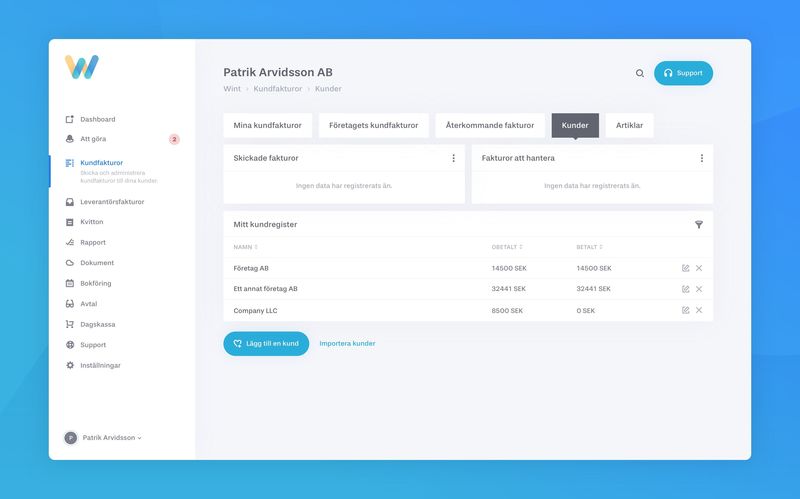 Dashboard
Att göra
2
Kundfakturor
Skicka och administrera
kundfakturor till dina kunder.
Leverantörsfakturor
Kvitton
Rapport
Dokument
Bokföring
Avtal
Dagskassa
Support
Inställningar
P
Patrik Arvidsson
Patrik Arvidsson AB
Wint › Kundfakturor › Kunder
Support
Mina kundfakturor
Företagets kundfakturor
Återkommande fakturor
Kunder
Artiklar
Skickade fakturor
Ingen data har registrerats än.
Fakturor att hantera
Ingen data har registrerats än.
Mitt kundregister
NAMN OBETALT BETALT
Företag AB 14500 SEK 14500 SEK
Ett annat företag AB 32441 SEK 32441 SEK
Company LLC 8500 SEK 0 SEK
Lägg till en kund
Importera kunder